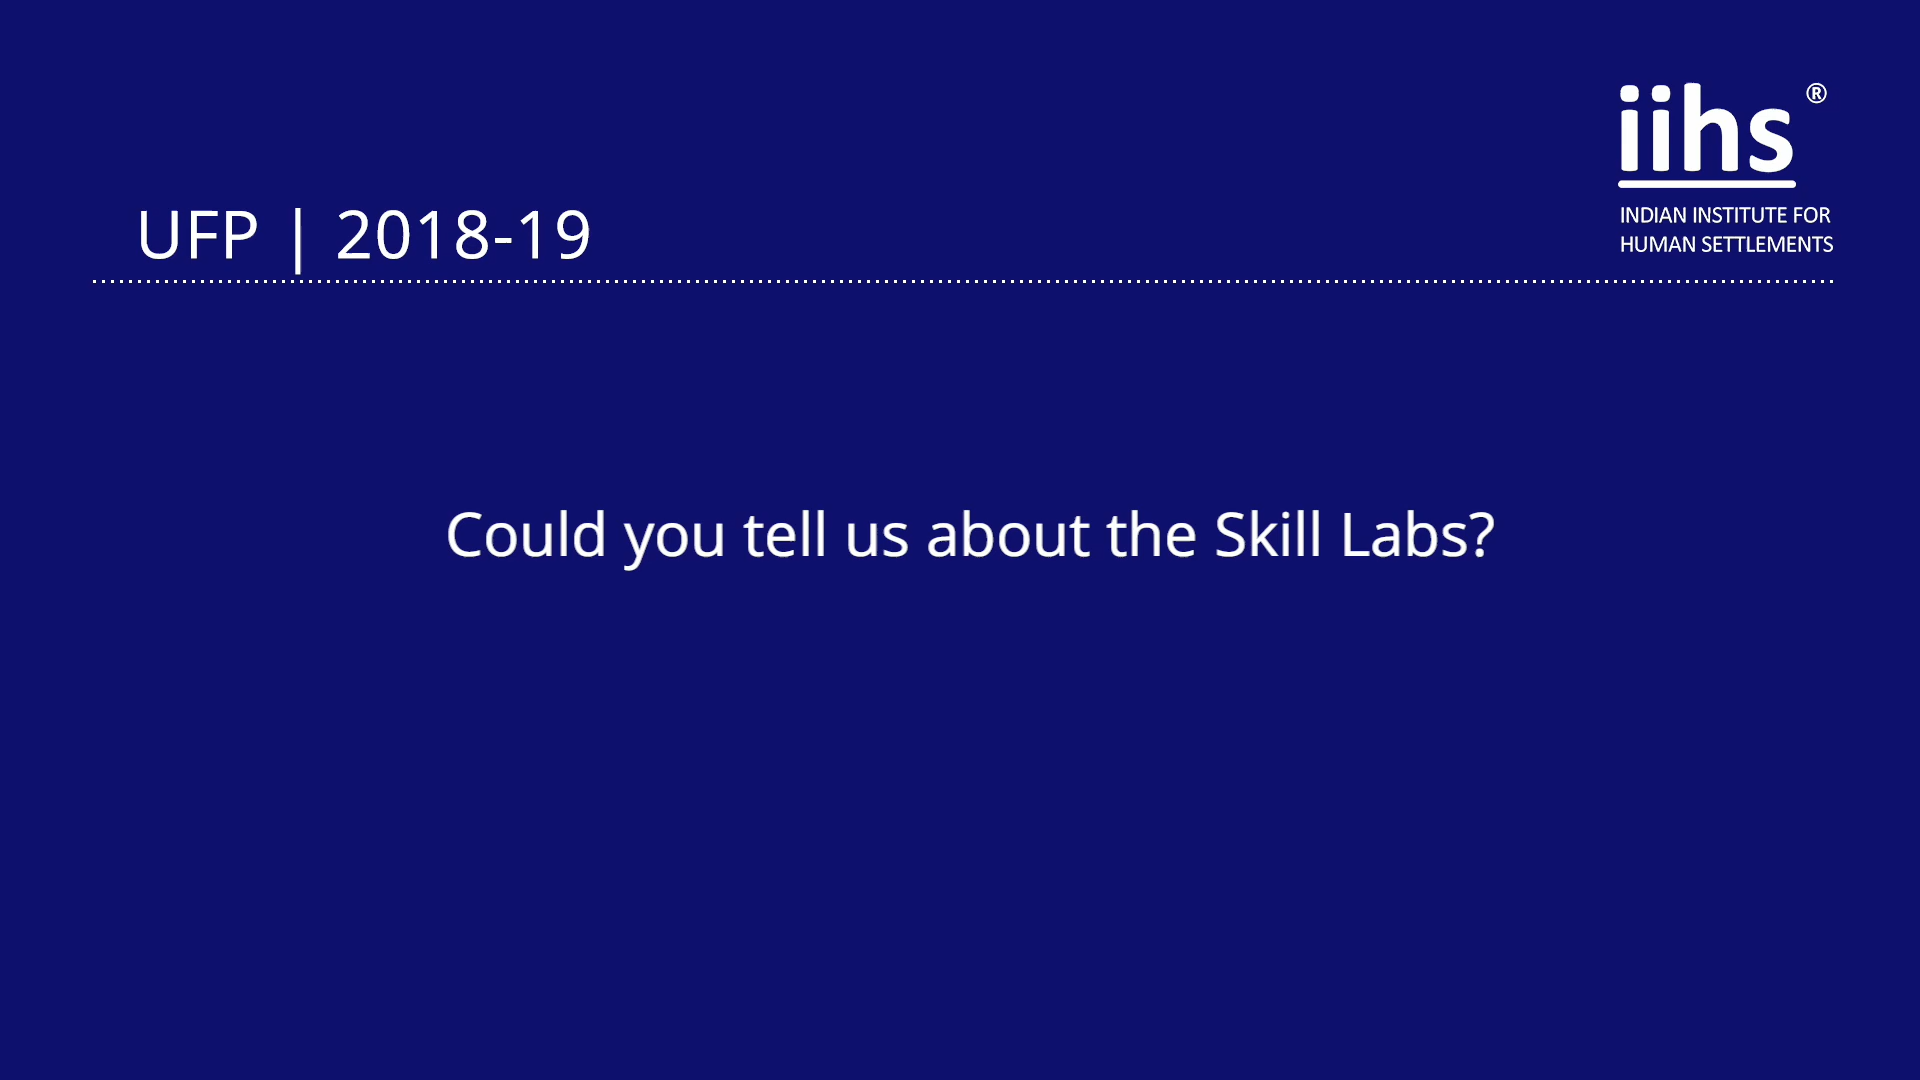 iihs ®
INDIAN INSTITUTE FOR
HUMAN SETTLEMENTS
UFP | 2018-19
Could you tell us about the Skill Labs?